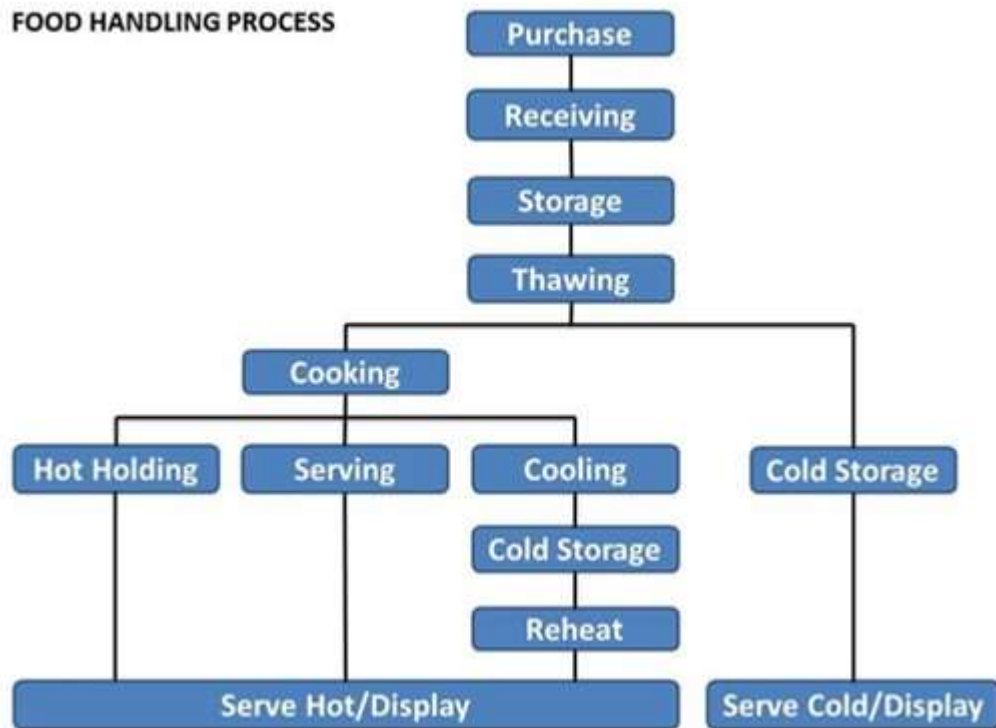 FOOD HANDLING PROCESS
Purchase
Receiving
Storage
Thawing
Cooking
Hot Holding
Serving
Cooling
Cold Storage
Cold Storage
Reheat
Serve Hot/Display
Serve Cold/Display